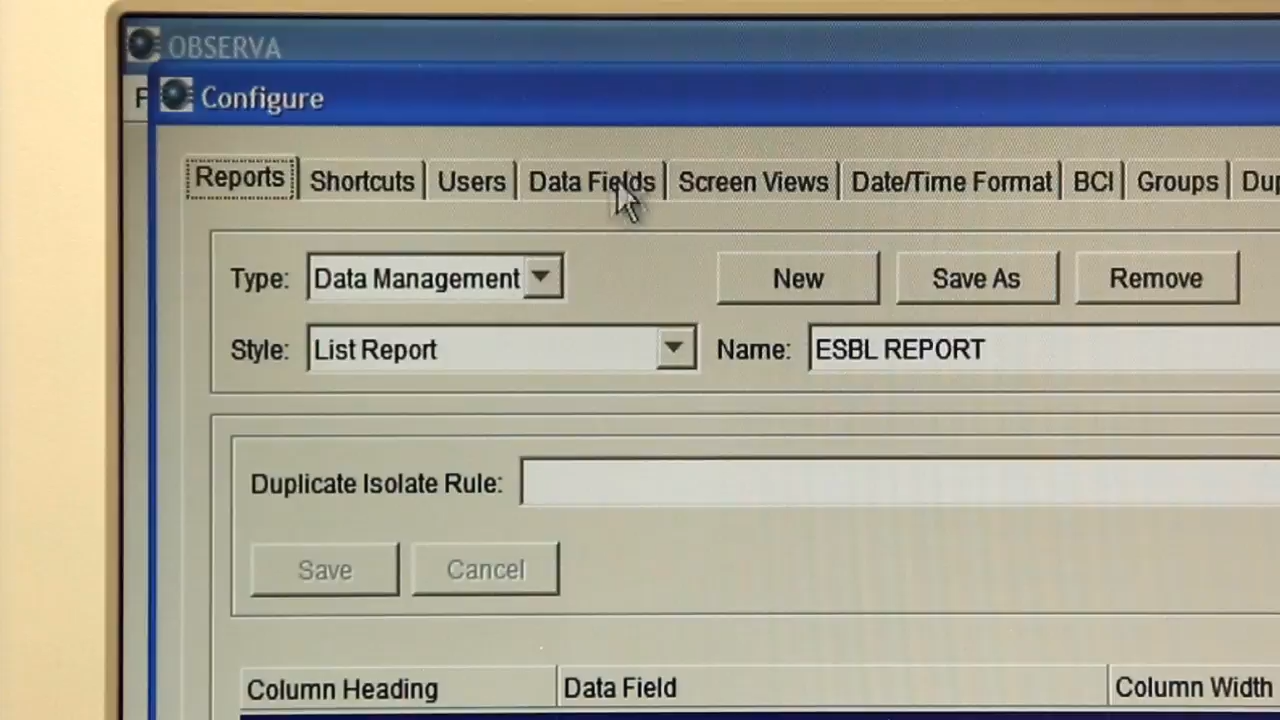 OBSERVA
Configure
Reports Shortcuts Users Data Fields Screen Views Date/Time Format BCI Groups
Type: Data Management New Save As Remove
Style: List Report Name: ESBL REPORT
Duplicate Isolate Rule:
Save Cancel
Column Heading Data Field Column Width